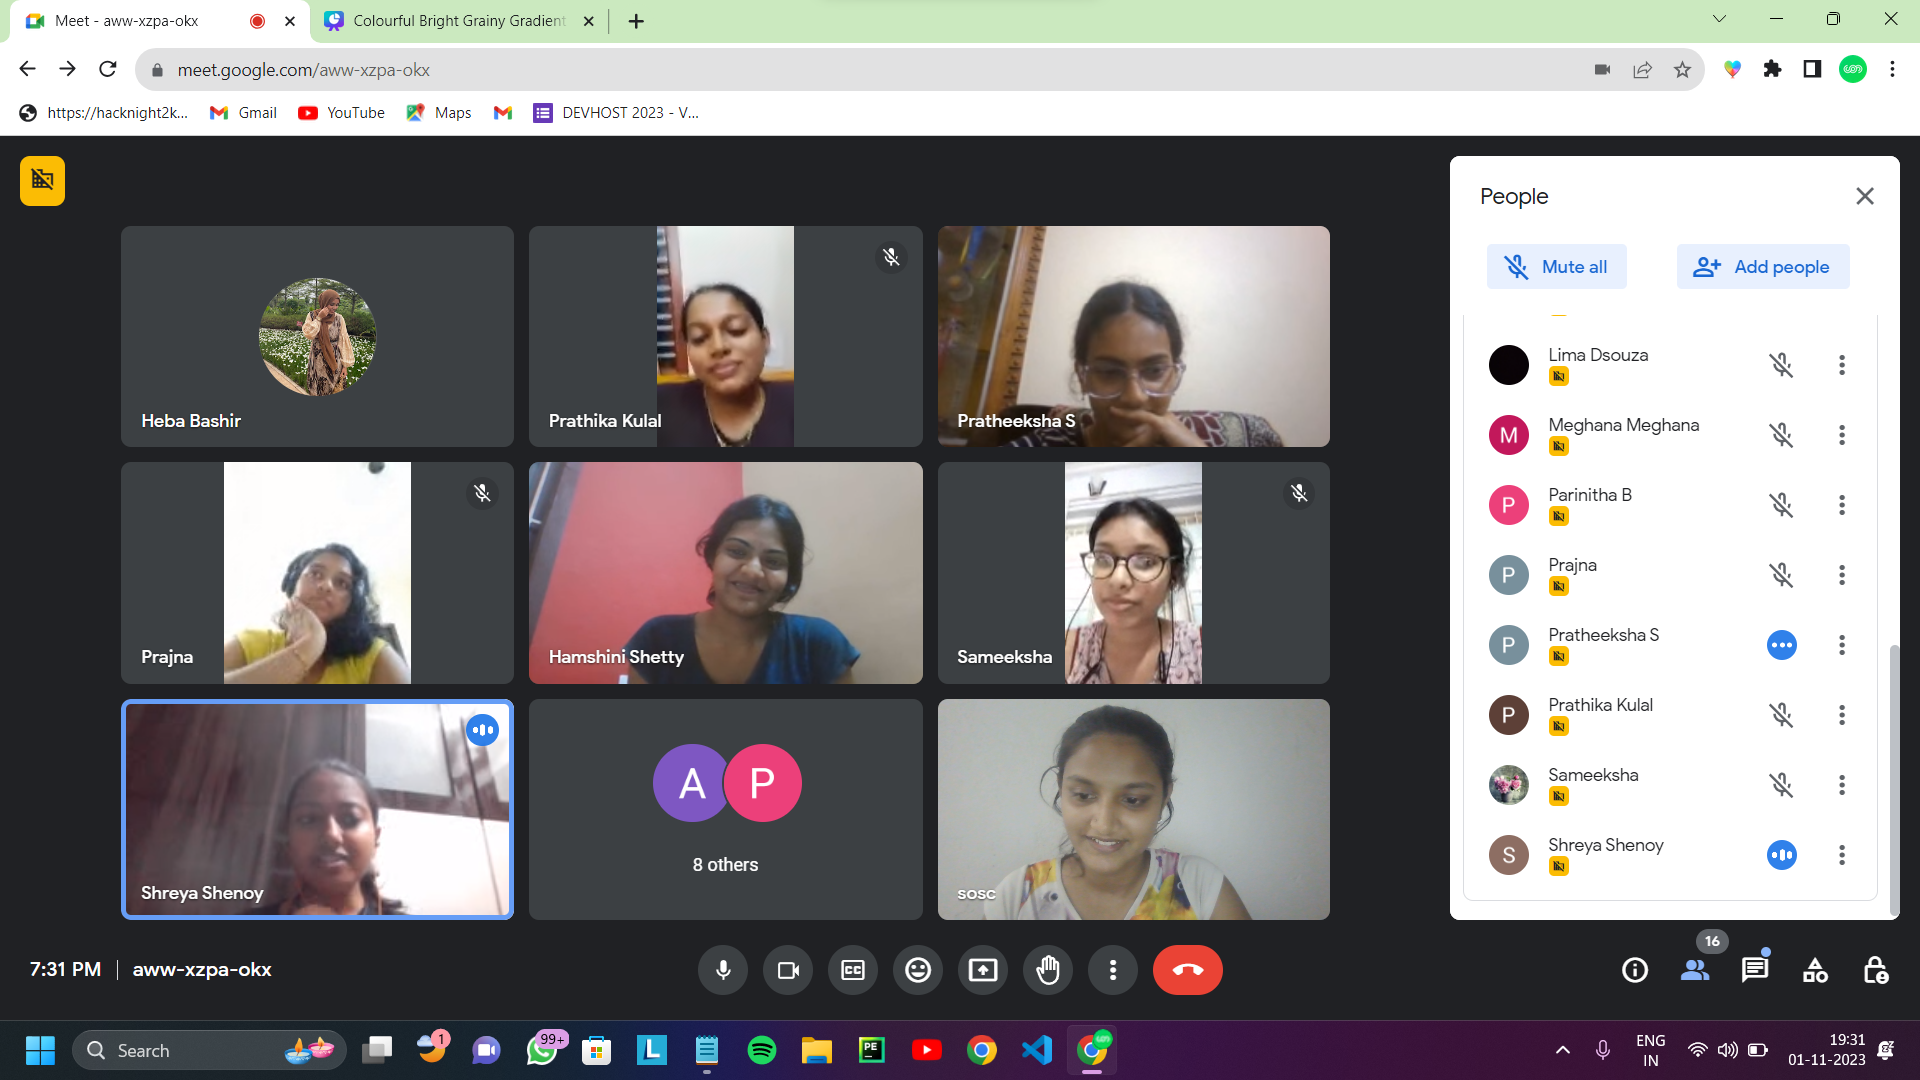 Meet - aww-xzpa-okx
Colourful Bright Grainy Gradient
meet.google.com/aww-xzpa-okx
https://hacknight2k...
Gmail
YouTube
Maps
DEVHOST 2023 - V...
People
Mute all
Add people
Heba Bashir
Prathika Kulal
Pratheeksha S
Prajna
Hamshini Shetty
Sameeksha
Shreya Shenoy
A P
8 others
sosc
Lima Dsouza
M Meghana Meghana
P Parinitha B
P Prajna
P Pratheeksha S
P Prathika Kulal
Sameeksha
S Shreya Shenoy
7:31 PM | aww-xzpa-okx
CC
16
Search
1
99+
L
PE
ENG
IN
19:31
01-11-2023